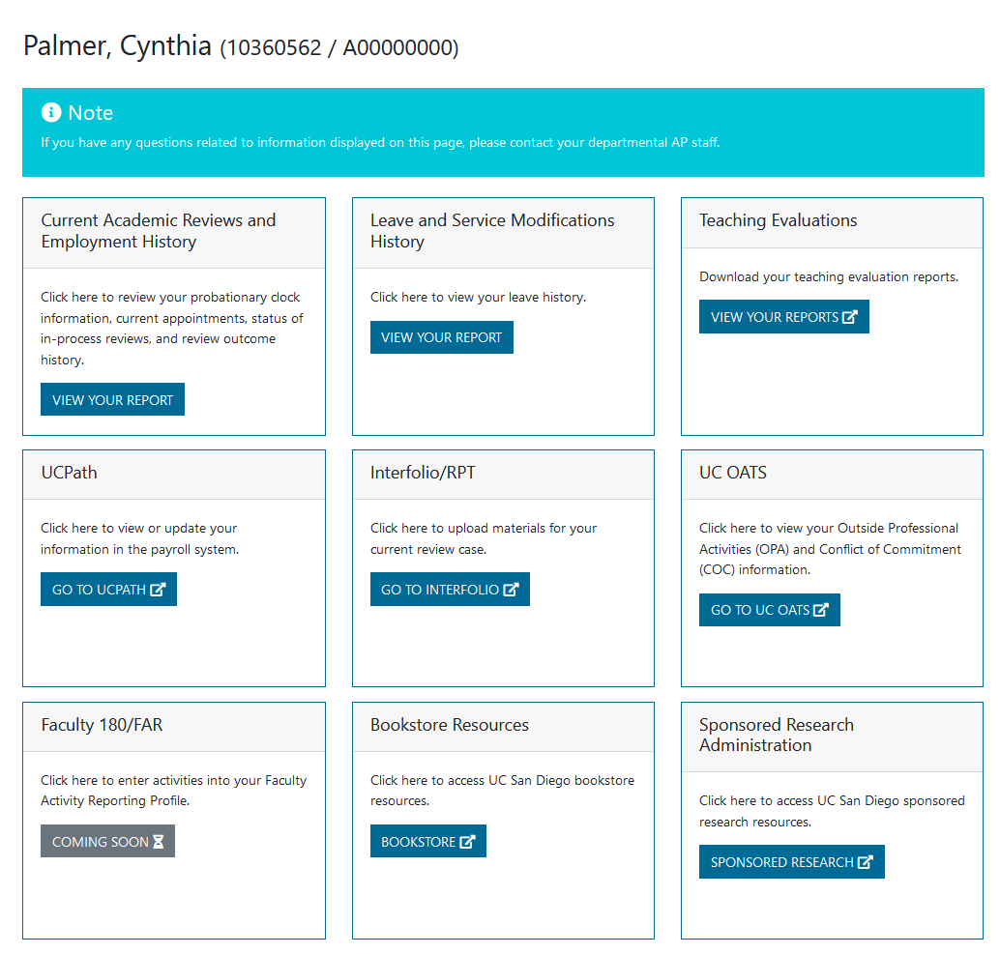 Palmer, Cynthia (10360562 / A00000000)
Note
If you have any questions related to information displayed on this page, please contact your departmental AP staff.
Current Academic Reviews and
Employment History
Click here to review your probationary clock
information, current appointments, status of
in-process reviews, and review outcome
history.
VIEW YOUR REPORT
Leave and Service Modifications
History
Click here to view your leave history.
VIEW YOUR REPORT
Teaching Evaluations
Download your teaching evaluation reports.
VIEW YOUR REPORTS
UCPath
Click here to view or update your
information in the payroll system.
GO TO UCPATH
Interfolio/RPT
Click here to upload materials for your
current review case.
GO TO INTERFOLIO
UC OATS
Click here to view your Outside Professional
Activities (OPA) and Conflict of Commitment
(COC) information.
GO TO UC OATS
Faculty 180/FAR
Click here to enter activities into your Faculty
Activity Reporting Profile.
COMING SOON
Bookstore Resources
Click here to access UC San Diego bookstore
resources.
BOOKSTORE
Sponsored Research
Administration
Click here to access UC San Diego sponsored
research resources.
SPONSORED RESEARCH